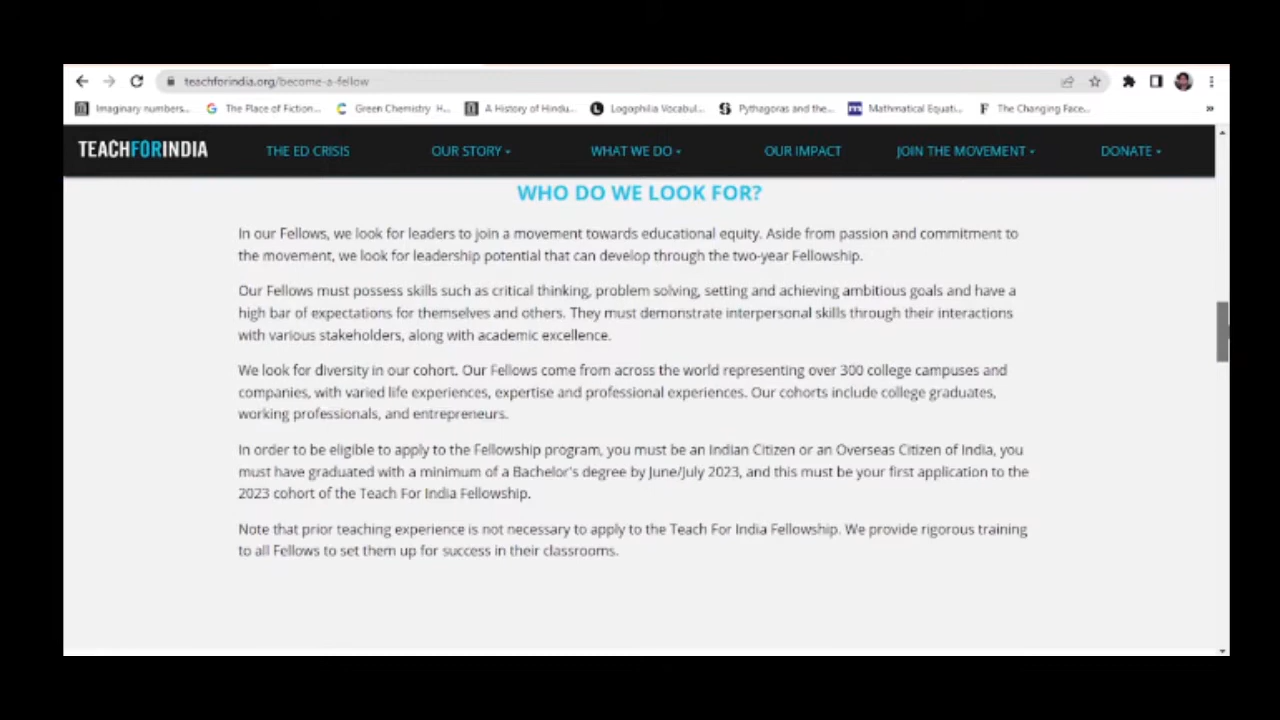 teachforindia.org/become-a-fellow
Imaginary numbers... The Place of Fiction... Green Chemistry H... A History of Hindu... Logophilia Vocabul... Pythagoras and the... Mathmatical Equati... The Changing Face... »
TEACHFORINDIA THE ED CRISIS OUR STORY WHAT WE DO OUR IMPACT JOIN THE MOVEMENT DONATE
WHO DO WE LOOK FOR?
In our Fellows, we look for leaders to join a movement towards educational equity. Aside from passion and commitment to
the movement, we look for leadership potential that can develop through the two-year Fellowship.
Our Fellows must possess skills such as critical thinking, problem solving, setting and achieving ambitious goals and have a
high bar of expectations for themselves and others. They must demonstrate interpersonal skills through their interactions
with various stakeholders, along with academic excellence.
We look for diversity in our cohort. Our Fellows come from across the world representing over 300 college campuses and
companies, with varied life experiences, expertise and professional experiences. Our cohorts include college graduates,
working professionals, and entrepreneurs.
In order to be eligible to apply to the Fellowship program, you must be an Indian Citizen or an Overseas Citizen of India, you
must have graduated with a minimum of a Bachelor's degree by June/July 2023, and this must be your first application to the
2023 cohort of the Teach For India Fellowship.
Note that prior teaching experience is not necessary to apply to the Teach For India Fellowship. We provide rigorous training
to all Fellows to set them up for success in their classrooms.